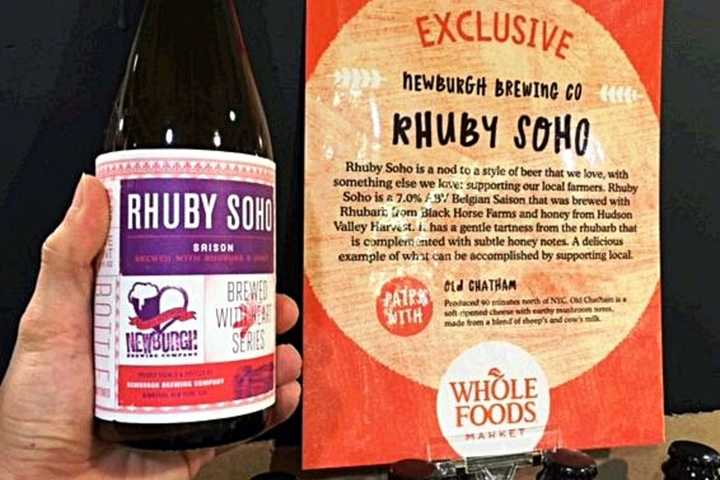 RHUBY SOHO
SAISON
BREWED WITH RHUBARB & HONEY
NEWBURGH
BREWING COMPANY
BREWED
WITH HEART
SERIES
NEWBURGH BREWING COMPANY
EXCLUSIVE
NEWBURGH BREWING CO
RHUBY SOHO
Rhuby Soho is a nod to a style of beer that we love, with
something else we love: supporting our local farmers. Rhuby
Soho is a 7.0% ABV Belgian Saison that was brewed with
Rhubarb from Black Horse Farms and honey from Hudson
Valley Harvest. It has a gentle tartness from the rhubarb that
is complemented with subtle honey notes. A delicious
example of what can be accomplished by supporting local.
PAIRS
WITH
Old CHATHAM
Produced 90 minutes north of NYC, Old Chatham is a
soft-ripened cheese with earthy mushroom tones,
made from a blend of sheep's and cow's milk.
WHOLE
FOODS
MARKET